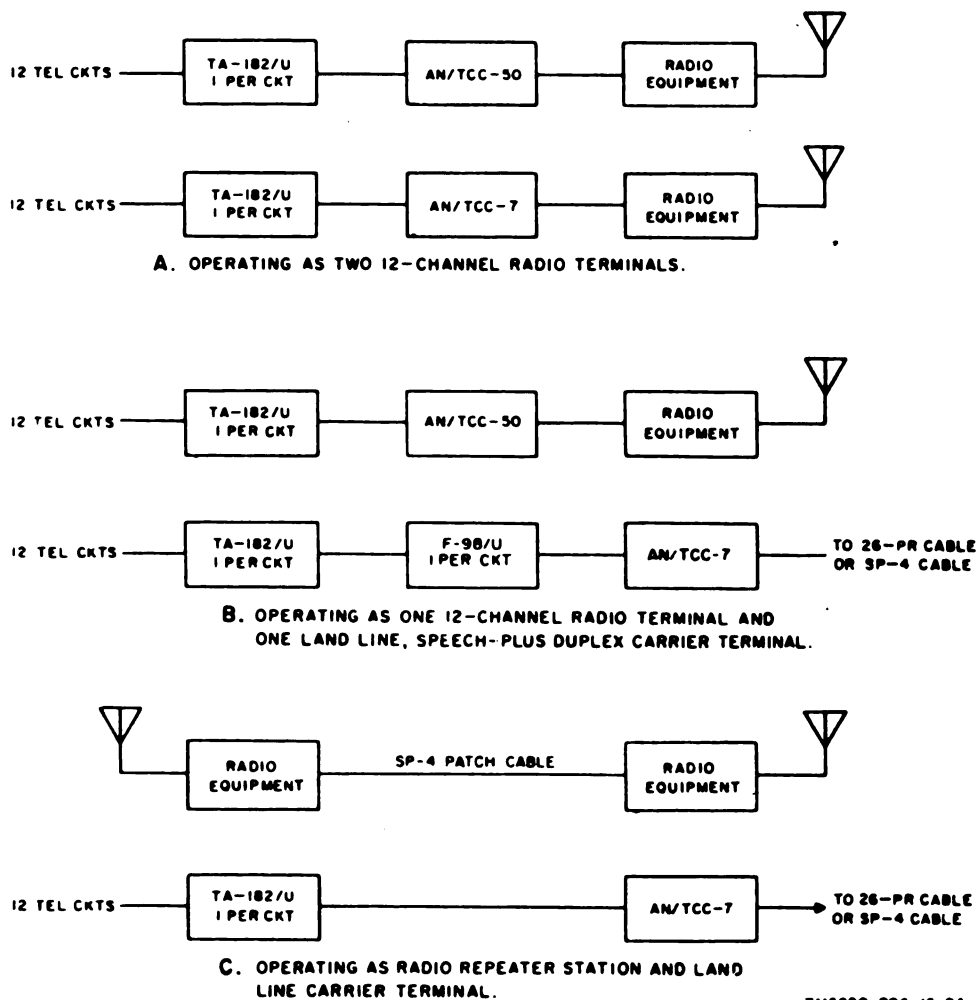 12 TEL CKTS
TA-182/U
1 PER CKT
AN/TCC-50
RADIO
EQUIPMENT
12 TEL CKTS
TA-182/U
1 PER CKT
AN/TCC-7
RADIO
EQUIPMENT
A. OPERATING AS TWO 12-CHANNEL RADIO TERMINALS.
12 TEL CKTS
TA-182/U
1 PER CKT
AN/TCC-50
RADIO
EQUIPMENT
12 TEL CKTS
TA-182/U
1 PER CKT
F-98/U
1 PER CKT
AN/TCC-7
TO 26-PR CABLE
OR SP-4 CABLE
B. OPERATING AS ONE 12-CHANNEL RADIO TERMINAL AND
ONE LAND LINE, SPEECH-PLUS DUPLEX CARRIER TERMINAL.
RADIO
EQUIPMENT
SP-4 PATCH CABLE
RADIO
EQUIPMENT
12 TEL CKTS
TA-182/U
1 PER CKT
AN/TCC-7
TO 26-PR CABLE
OR SP-4 CABLE
C. OPERATING AS RADIO REPEATER STATION AND LAND
LINE CARRIER TERMINAL.